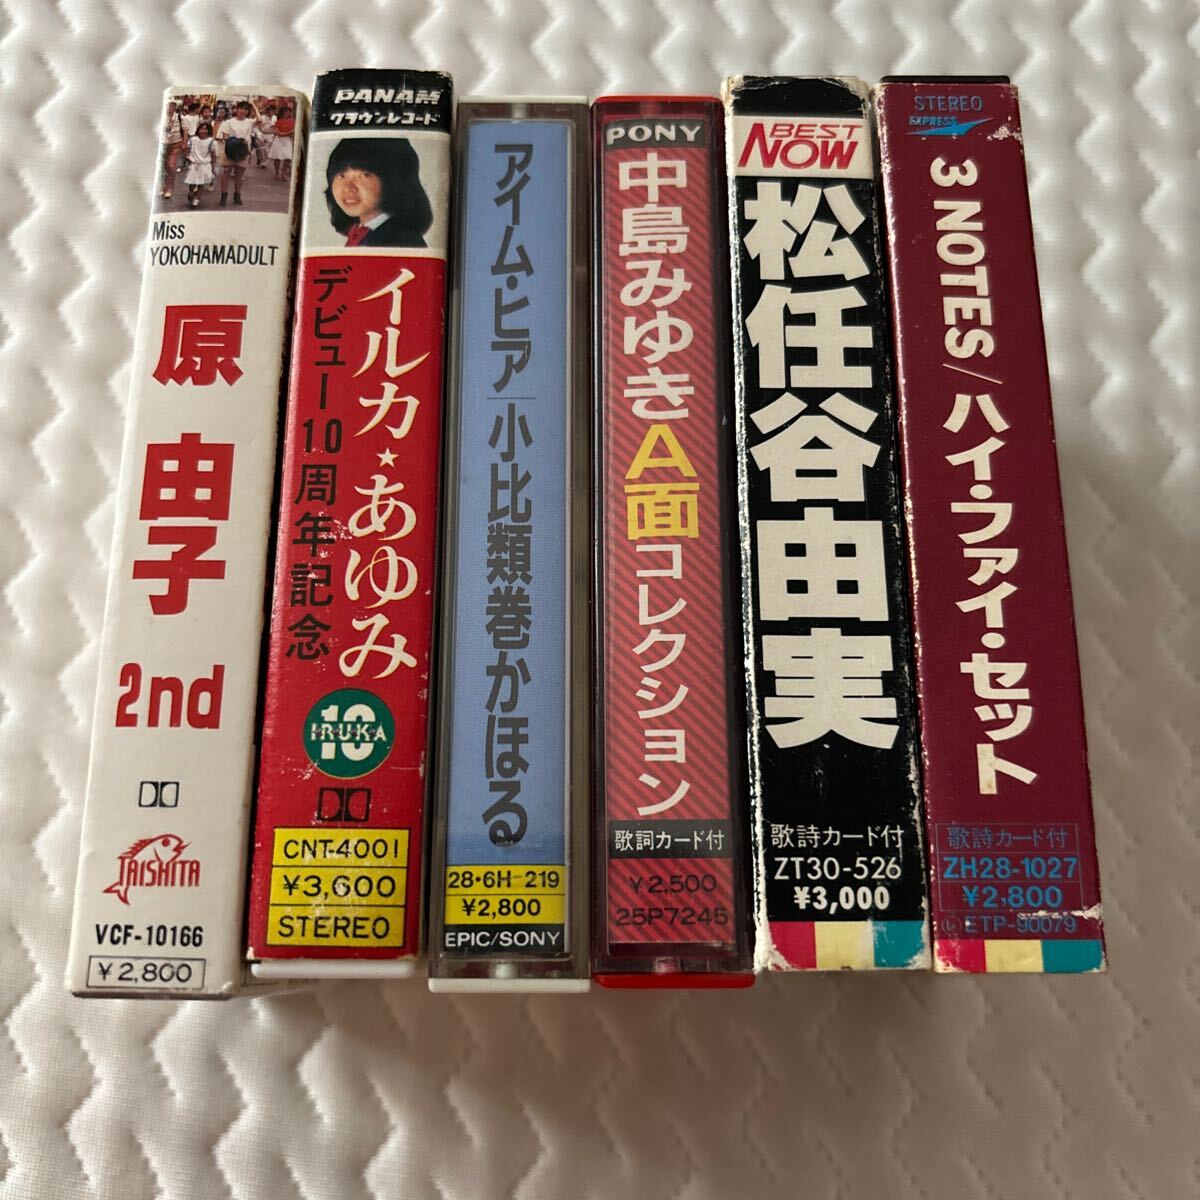 Miss
YOKOHAMADULT
原 由子 2nd
TAISHITA
VCF-10166
¥2,800
PANAM
クラウンレコード
イルカ★あゆみ
デビュー10周年記念
10
IRUKA
CNT-4001
¥3,600
STEREO
アイム・ヒア/小比類巻かほる
28・6H-219
¥2,800
EPIC/SONY
PONY
中島みゆきA面コレクション
歌詞カード付
¥2,500
25P7245
BEST
NOW
松任谷由実
歌詩カード付
ZT30-526
¥3,000
STEREO
EXPRESS
3 NOTES/ハイ・ファイ・セット
歌詩カード付
ZH28-1027
¥2,800
ETP-90079